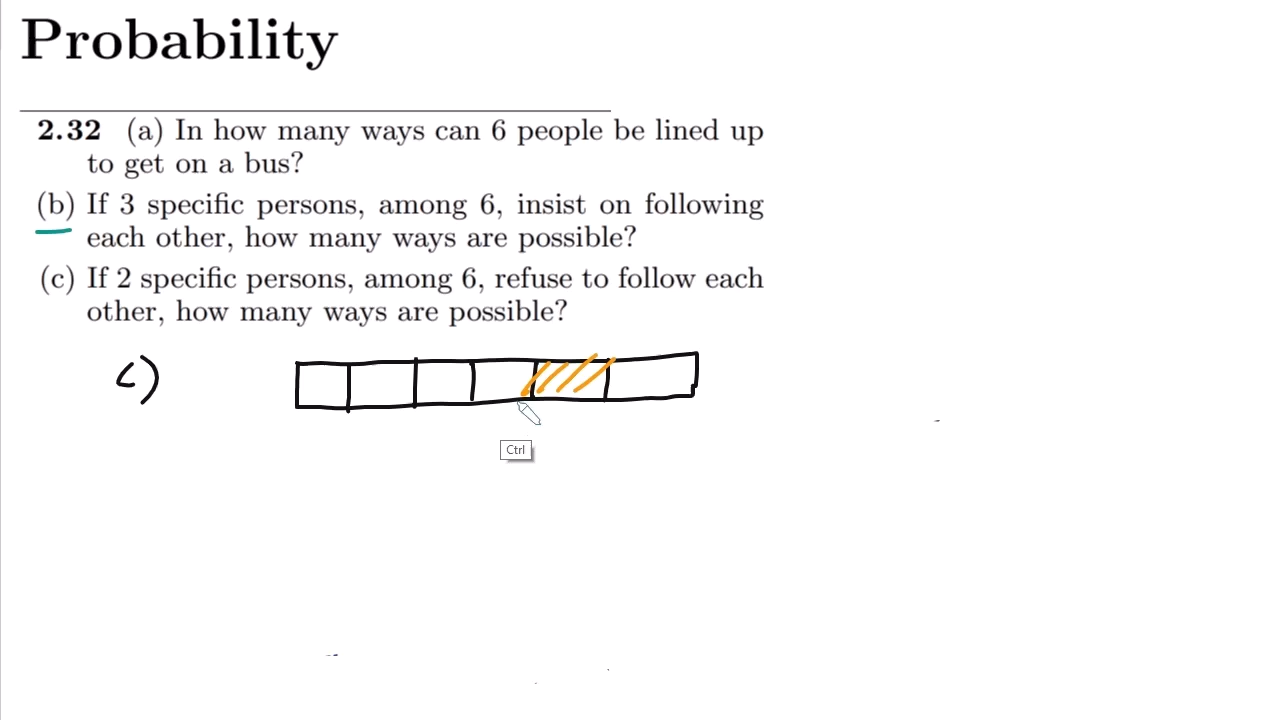 Probability
2.32 (a) In how many ways can 6 people be lined up
to get on a bus?
(b) If 3 specific persons, among 6, insist on following
each other, how many ways are possible?
(c) If 2 specific persons, among 6, refuse to follow each
other, how many ways are possible?
c)
Ctrl